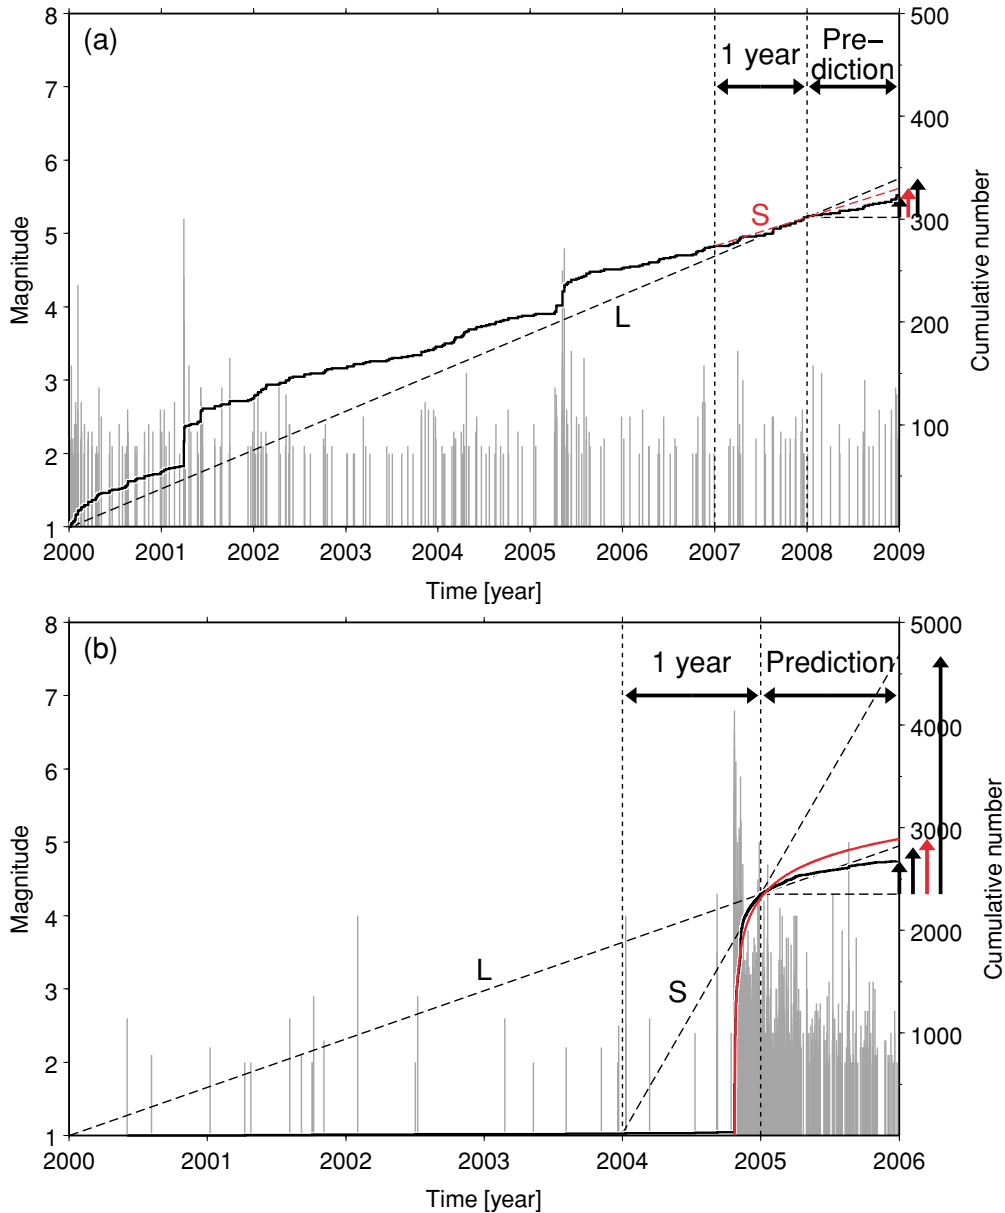 (a)
1 year
Pre–
diction
S
L
8
7
6
5
4
3
2
1
Magnitude
500
400
300
200
100
Cumulative number
2000 2001 2002 2003 2004 2005 2006 2007 2008 2009
Time [year]
(b)
1 year
Prediction
L
S
8
7
6
5
4
3
2
1
Magnitude
5000
4000
3000
2000
1000
Cumulative number
2000 2001 2002 2003 2004 2005 2006
Time [year]